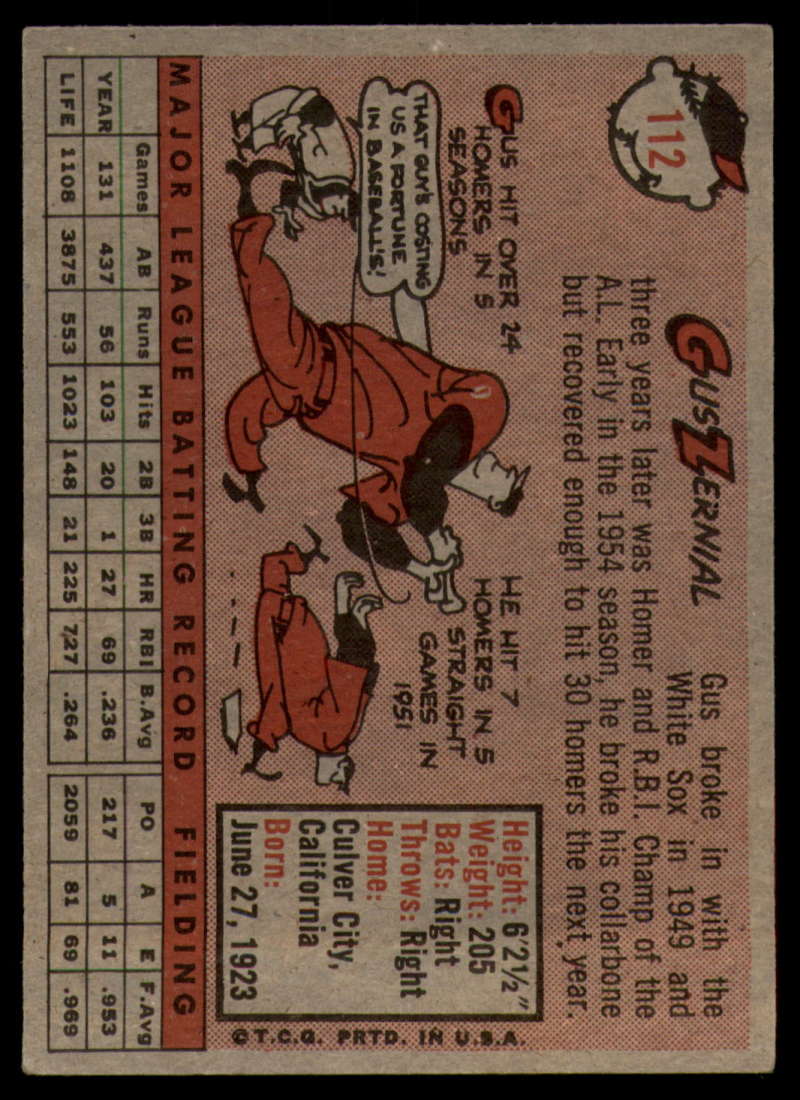 112
GUS ZERNIAL
Gus broke in with the
White Sox in 1949 and
three years later was Homer and R.B.I. Champ of the
A.L. Early in the 1954 season, he broke his collarbone
but recovered enough to hit 30 homers the next year.
GUS HIT OVER 24
HOMERS IN 5
SEASONS
THAT GUY'S COSTING
US A FORTUNE
IN BASEBALLS!
HE HIT 7
HOMERS IN 5
STRAIGHT
GAMES IN
1951
Height: 6'2½"
Weight: 205
Bats: Right
Throws: Right
Home:
Culver City,
California
Born:
June 27, 1923
©T.C.G. PRTD. IN U.S.A.
MAJOR LEAGUE BATTING RECORD FIELDING
Games AB Runs Hits 2B 3B HR RBI B.Avg PO A E F.Avg
YEAR 131 437 56 103 20 1 27 69 .236 217 5 11 .953
LIFE 1108 3875 553 1023 148 21 225 727 .264 2059 81 69 .969